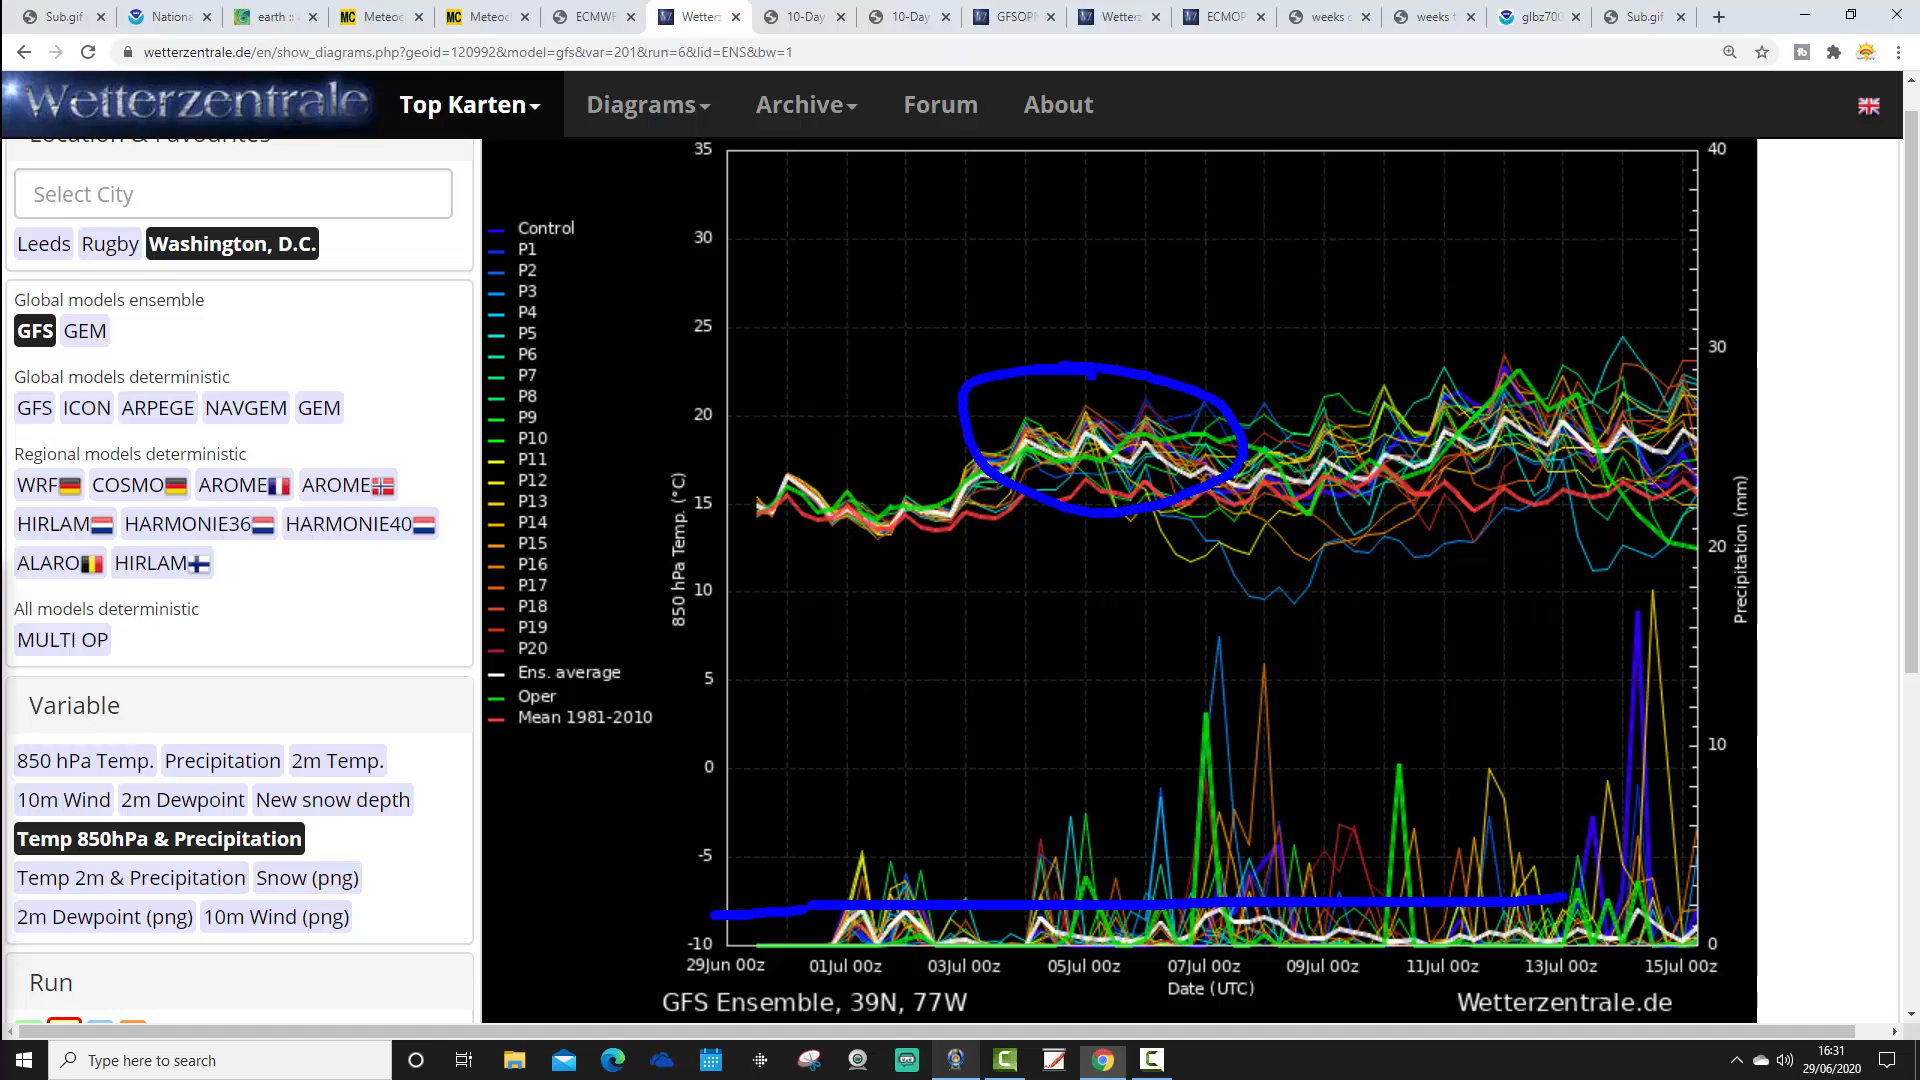 Sub.gif
Nationa
earth ::
Meteoc
Meteoc
ECMWF
Wetterz
10-Day
10-Day
GFSOPM
Wetterz
ECMOP
weeks
weeks t
glbz700
Sub.gif
wetterzentrale.de/en/show_diagrams.php?geoid=120992&model=gfs&var=201&run=6&lid=ENS&bw=1
Wetterzentrale
Top Karten
Diagrams
Archive
Forum
About
Location & Favourites
Select City
Leeds Rugby Washington, D.C.
Global models ensemble
GFS GEM
Global models deterministic
GFS ICON ARPEGE NAVGEM GEM
Regional models deterministic
WRF COSMO AROME AROME
HIRLAM HARMONIE36 HARMONIE40
ALARO HIRLAM
All models deterministic
MULTI OP
Variable
850 hPa Temp. Precipitation 2m Temp.
10m Wind 2m Dewpoint New snow depth
Temp 850hPa & Precipitation
Temp 2m & Precipitation Snow (png)
2m Dewpoint (png) 10m Wind (png)
Run
Control
P1
P2
P3
P4
P5
P6
P7
P8
P9
P10
P11
P12
P13
P14
P15
P16
P17
P18
P19
P20
Ens. average
Oper
Mean 1981-2010
850 hPa Temp. (°C)
35
30
25
20
15
10
5
0
-5
-10
40
30
20
10
0
Precipitation (mm)
29Jun 00z 01Jul 00z 03Jul 00z 05Jul 00z 07Jul 00z 09Jul 00z 11Jul 00z 13Jul 00z 15Jul 00z
Date (UTC)
GFS Ensemble, 39N, 77W
Wetterzentrale.de
Type here to search
16:31
29/06/2020